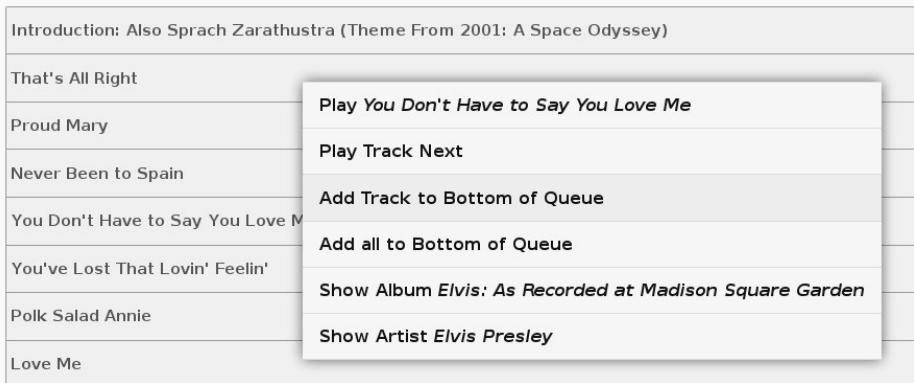 Introduction: Also Sprach Zarathustra (Theme From 2001: A Space Odyssey)
That's All Right
Proud Mary
Never Been to Spain
You Don't Have to Say You Love M
You've Lost That Lovin' Feelin'
Polk Salad Annie
Love Me
Play You Don't Have to Say You Love Me
Play Track Next
Add Track to Bottom of Queue
Add all to Bottom of Queue
Show Album Elvis: As Recorded at Madison Square Garden
Show Artist Elvis Presley